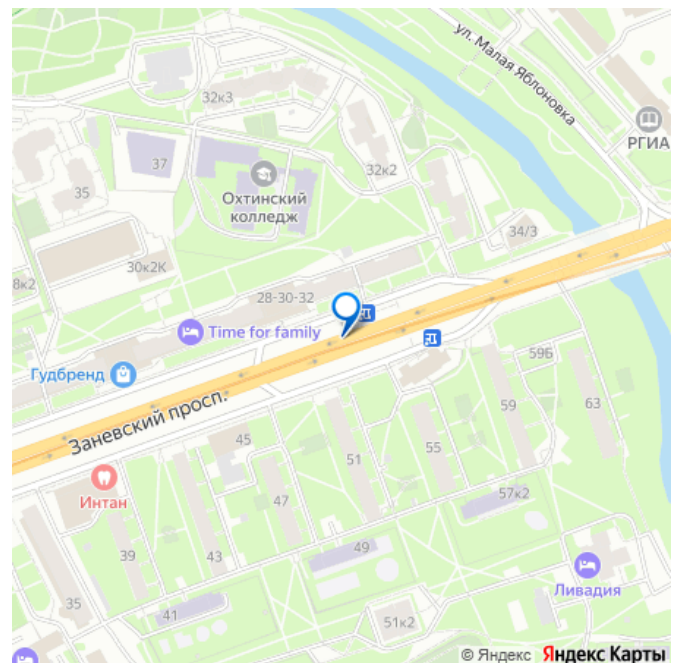 ул. Малая Яблоновка
32к3
РГИА
37
32к2
Охтинский
колледж
35
34/3
30к2К
8к2
28-30-32
Time for family
Гудбренд
59Б
Заневский просп.
59
63
45
55
51
Интан
47
57к2
39
43
49
Ливадия
35
41
51к2
© Яндекс Яндекс Карты